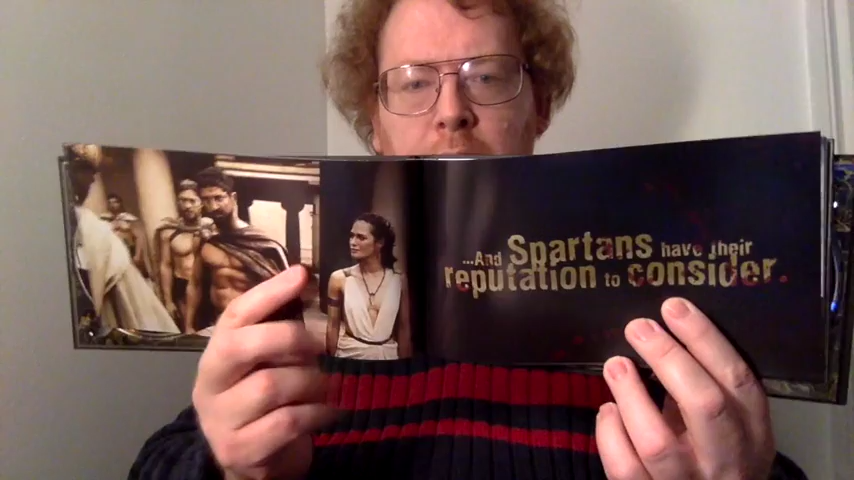 ...And Spartans have their
reputation to consider.